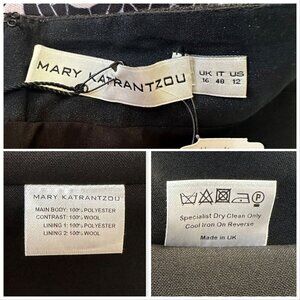 MARY KATRANTZOU
UK IT US
16 48 12
MARY KATRANTZOU
MAIN BODY: 100% POLYESTER
CONTRAST: 100% WOOL
LINING 1: 100% POLYESTER
LINING 2: 100% WOOL
P
Specialist Dry Clean Only
Cool Iron On Reverse
Made in UK